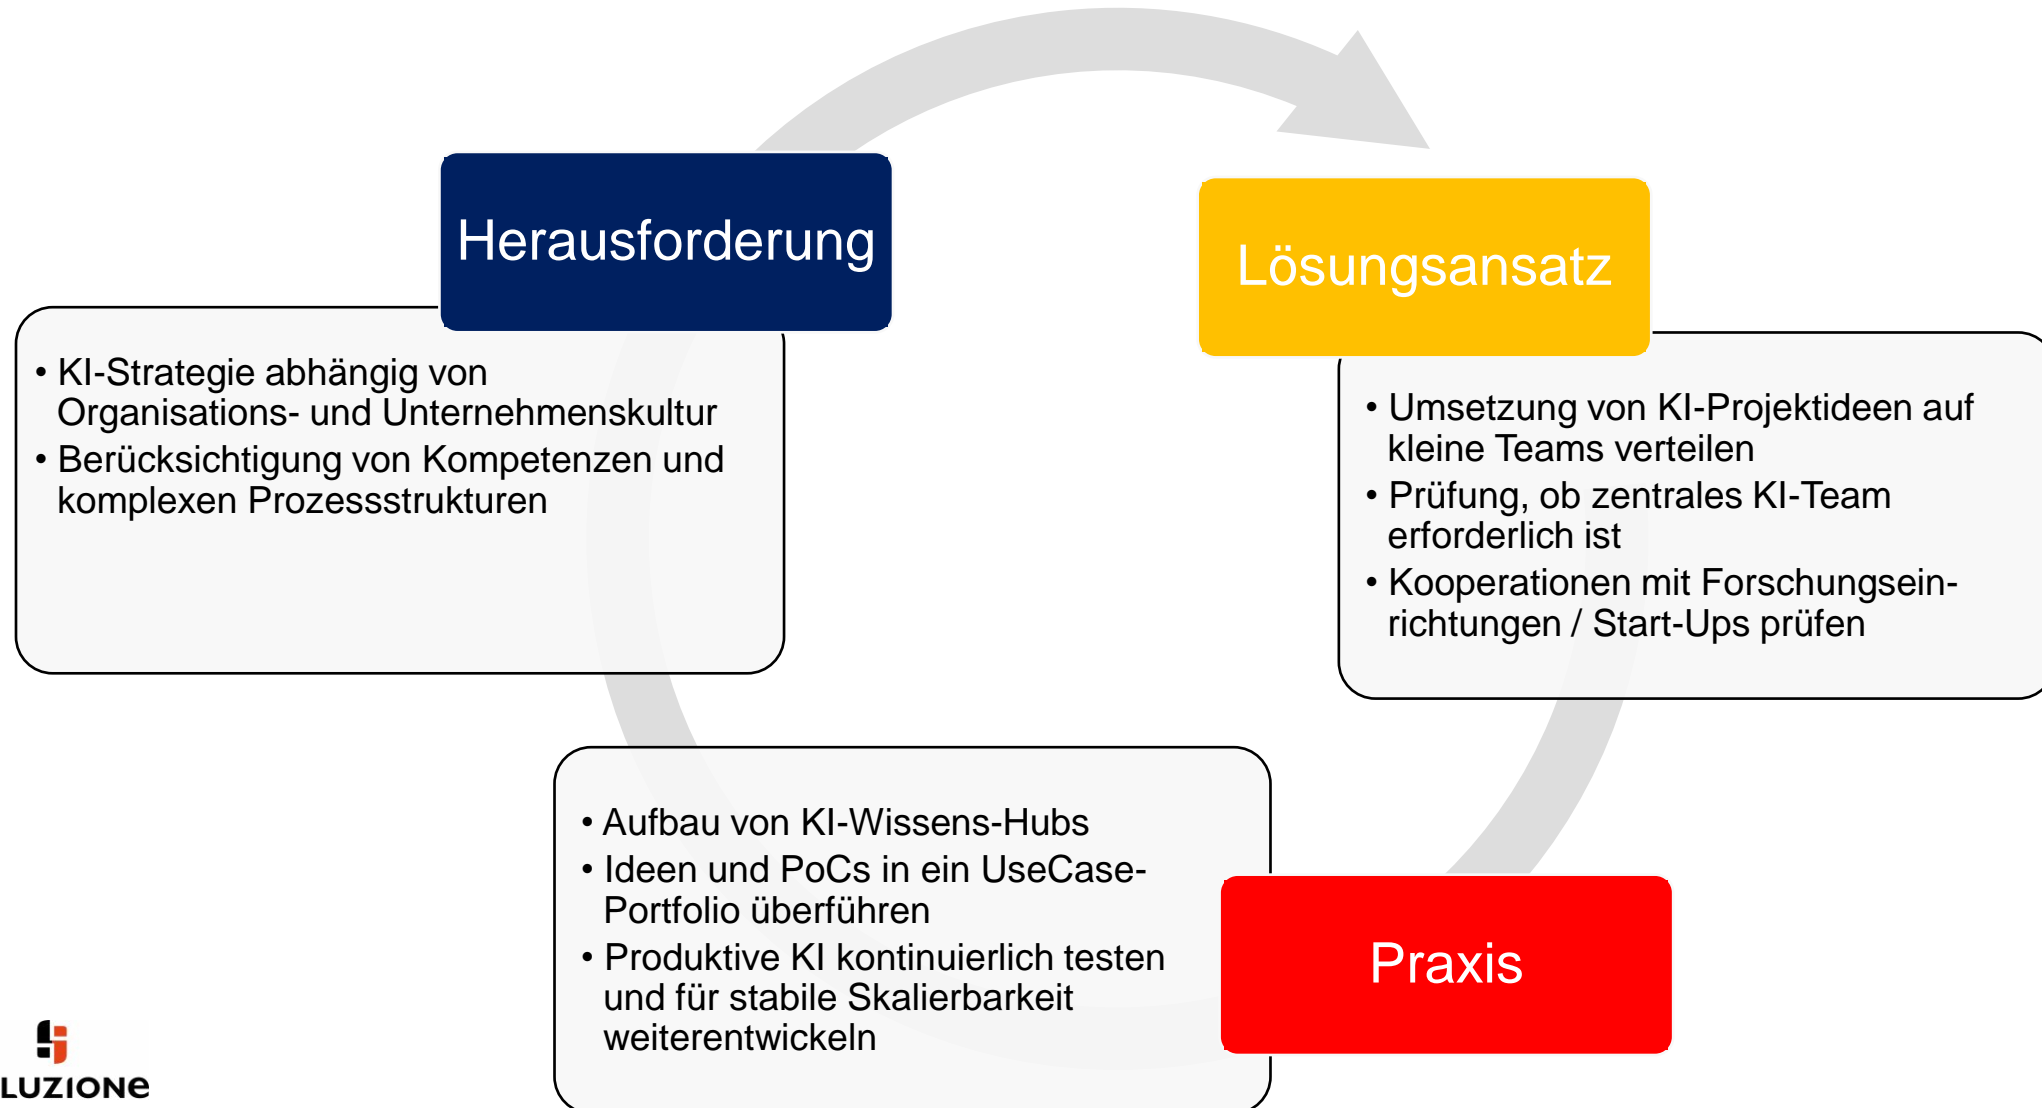 Herausforderung
• KI-Strategie abhängig von
Organisations- und Unternehmenskultur
• Berücksichtigung von Kompetenzen und
komplexen Prozessstrukturen
Lösungsansatz
• Umsetzung von KI-Projektideen auf
kleine Teams verteilen
• Prüfung, ob zentrales KI-Team
erforderlich ist
• Kooperationen mit Forschungsein-
richtungen / Start-Ups prüfen
Praxis
• Aufbau von KI-Wissens-Hubs
• Ideen und PoCs in ein UseCase-
Portfolio überführen
• Produktive KI kontinuierlich testen
und für stabile Skalierbarkeit
weiterentwickeln
LUZIONe